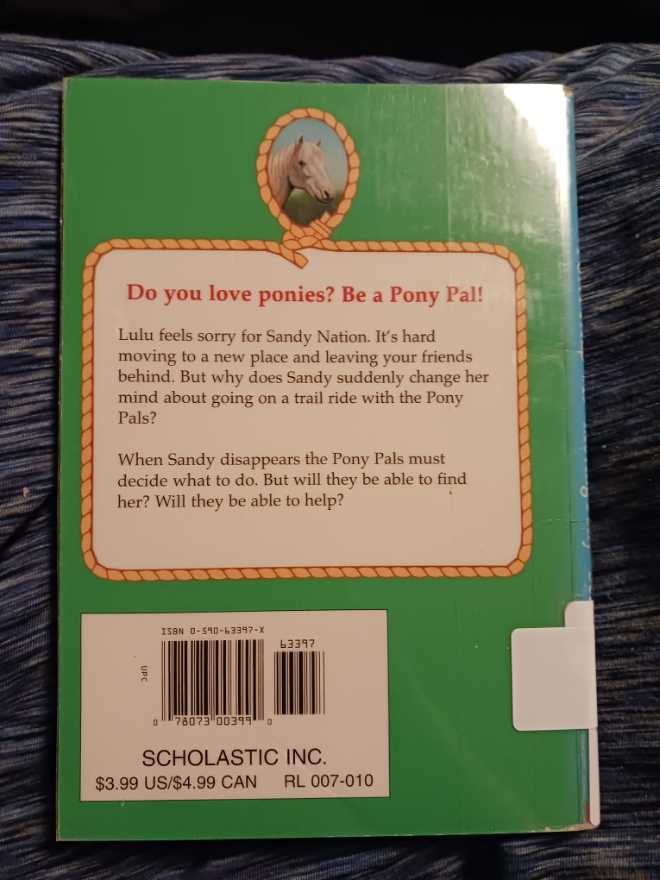 Do you love ponies? Be a Pony Pal!
Lulu feels sorry for Sandy Nation. It's hard
moving to a new place and leaving your friends
behind. But why does Sandy suddenly change her
mind about going on a trail ride with the Pony
Pals?
When Sandy disappears the Pony Pals must
decide what to do. But will they be able to find
her? Will they be able to help?
ISBN 0-590-63397-X
63397
UPC
0 78073 00399 0
SCHOLASTIC INC.
$3.99 US/$4.99 CAN RL 007-010